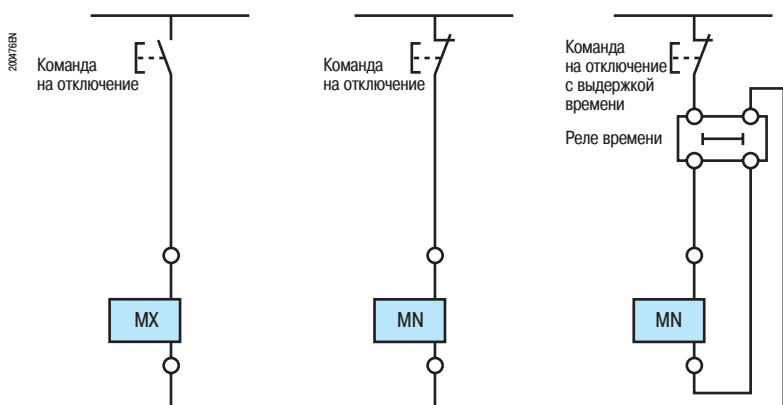 200476EN
Команда
на отключение
Команда
на отключение
Команда
на отключение
с выдержкой
времени
Реле времени
MX
MN
MN